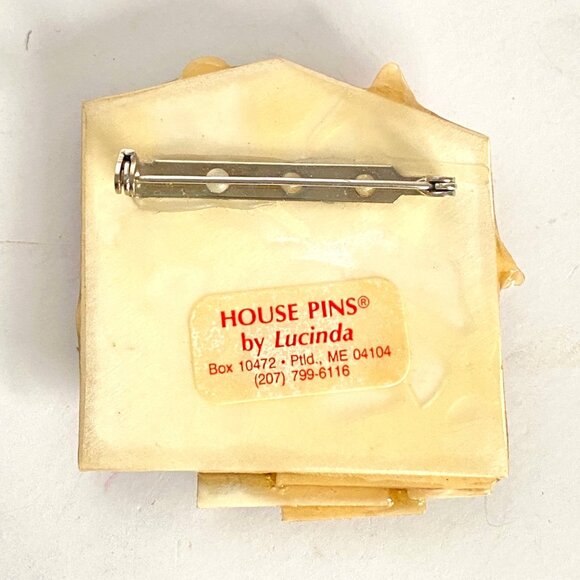 HOUSE PINS®
by Lucinda
Box 10472 • Ptld., ME 04104
(207) 799-6116